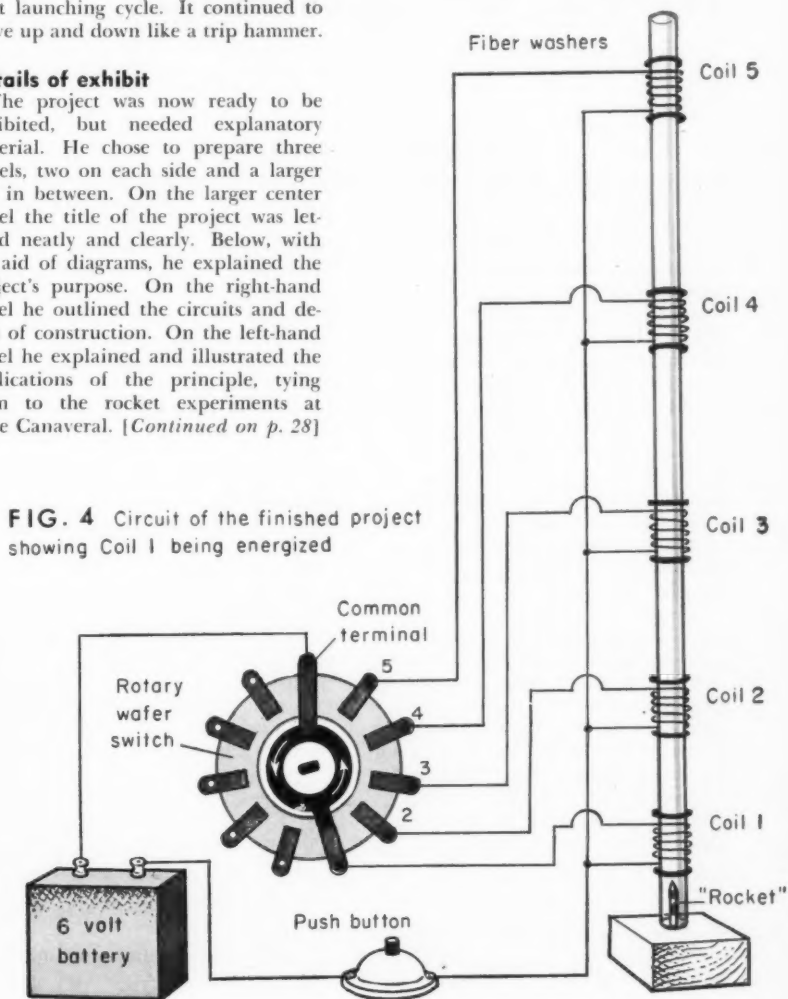 t launching cycle. It continued to
e up and down like a trip hammer.
ails of exhibit
he project was now ready to be
ibited, but needed explanatory
erial. He chose to prepare three
els, two on each side and a larger
in between. On the larger center
el the title of the project was let-
d neatly and clearly. Below, with
aid of diagrams, he explained the
ject's purpose. On the right-hand
el he outlined the circuits and de-
of construction. On the left-hand
el he explained and illustrated the
lications of the principle, tying
n to the rocket experiments at
e Canaveral. [Continued on p. 28]
FIG. 4 Circuit of the finished project
showing Coil 1 being energized
Fiber washers
Coil 5
Coil 4
Coil 3
Coil 2
Coil 1
"Rocket"
Common
terminal
5
4
3
2
Rotary
wafer
switch
6 volt
battery
Push button